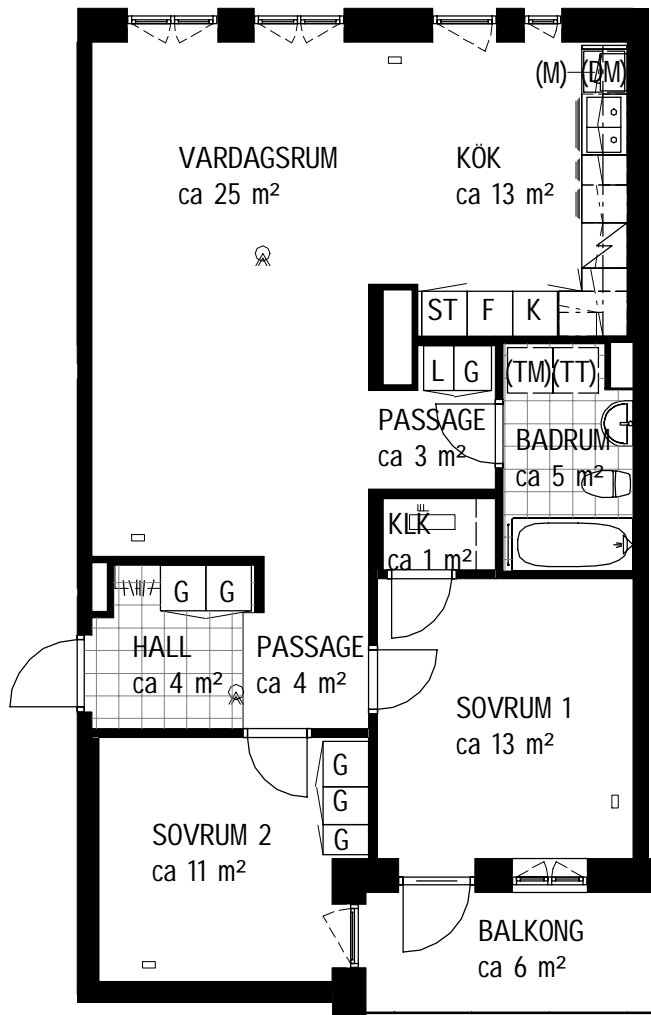 (M) (DM)
VARDAGSRUM
ca 25 m²
KÖK
ca 13 m²
ST F K
L G
(TM) (TT)
PASSAGE
ca 3 m²
BADRUM
ca 5 m²
KLK
ca 1 m²
G G
HALL
ca 4 m²
PASSAGE
ca 4 m²
SOVRUM 1
ca 13 m²
G
G
G
SOVRUM 2
ca 11 m²
BALKONG
ca 6 m²